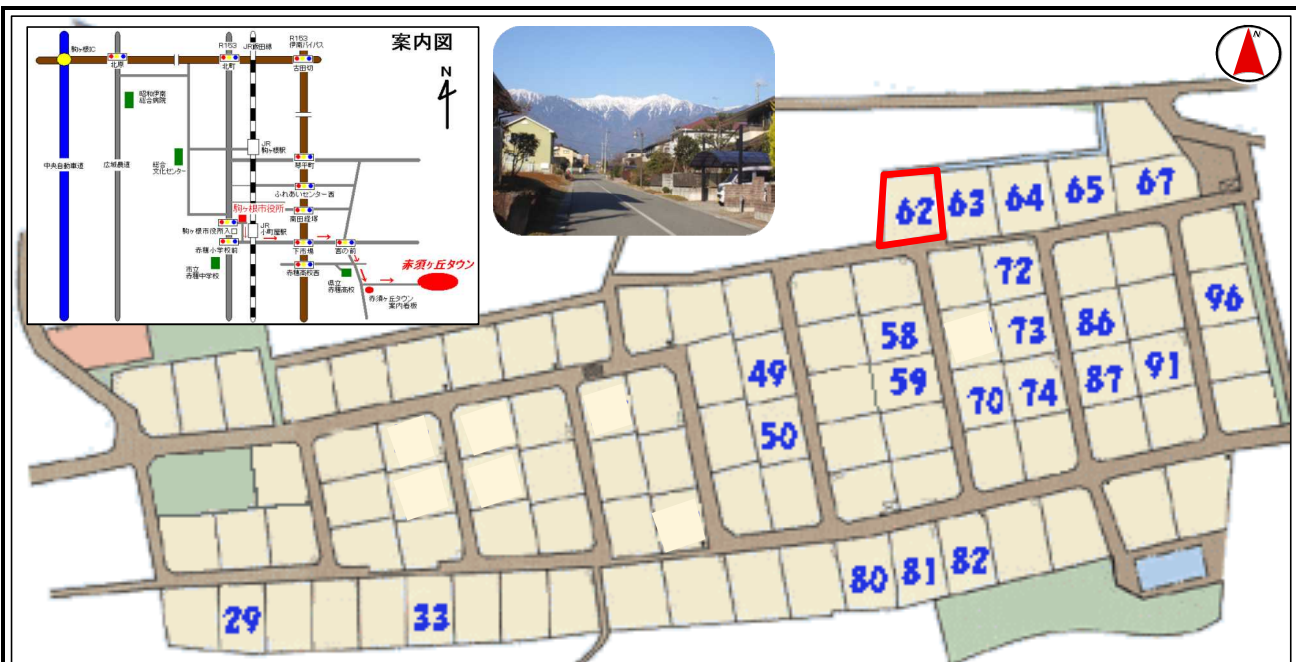 案内図
N
駒ヶ根IC
北原
R153
北町
JR飯田線
R153
伊南バイパス
古田切
昭和伊南
総合病院
中央自動車道
広域農道
総合
文化センター
JR
駒ヶ根駅
琴平町
ふれあいセンター西
駒ヶ根市役所
南田経塚
駒ヶ根市役所入口
JR
小町屋駅
赤穂小学校前
下市場
宮の前
市立
赤穂中学校
赤穂高校西
県立
赤穂高校
赤須ヶ丘タウン
赤須ヶ丘タウン
案内看板
N
62
63
64
65
67
72
96
58
73
86
49
59
70
74
87
91
50
80
81
82
29
33